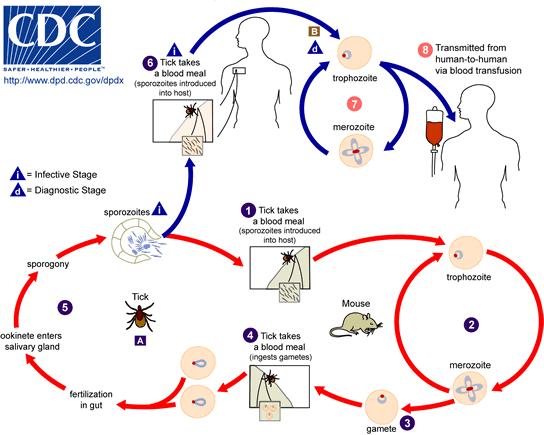 CDC
SAFER • HEALTHIER • PEOPLE™
http://www.dpd.cdc.gov/dpdx
i = Infective Stage
d = Diagnostic Stage
6 Tick takes
a blood meal
(sporozoites introduced
into host)
i
B
d
trophozoite
7
merozoite
8 Transmitted from
human-to-human
via blood transfusion
sporozoites i
1 Tick takes
a blood meal
(sporozoites introduced
into host)
trophozoite
2
merozoite
Mouse
gamete 3
4 Tick takes
a blood meal
(ingests gametes)
fertilization
in gut
ookinete enters
salivary gland
5
sporogony
Tick
A